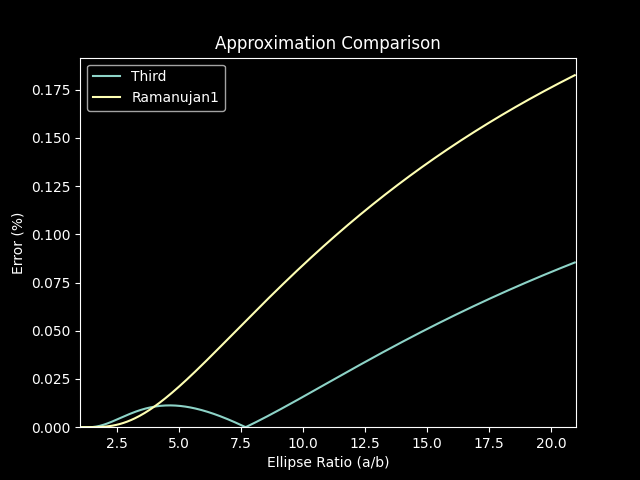 Approximation Comparison
Third
Ramanujan1
0.175
0.150
0.125
0.100
0.075
0.050
0.025
0.000
Error (%)
2.5 5.0 7.5 10.0 12.5 15.0 17.5 20.0
Ellipse Ratio (a/b)